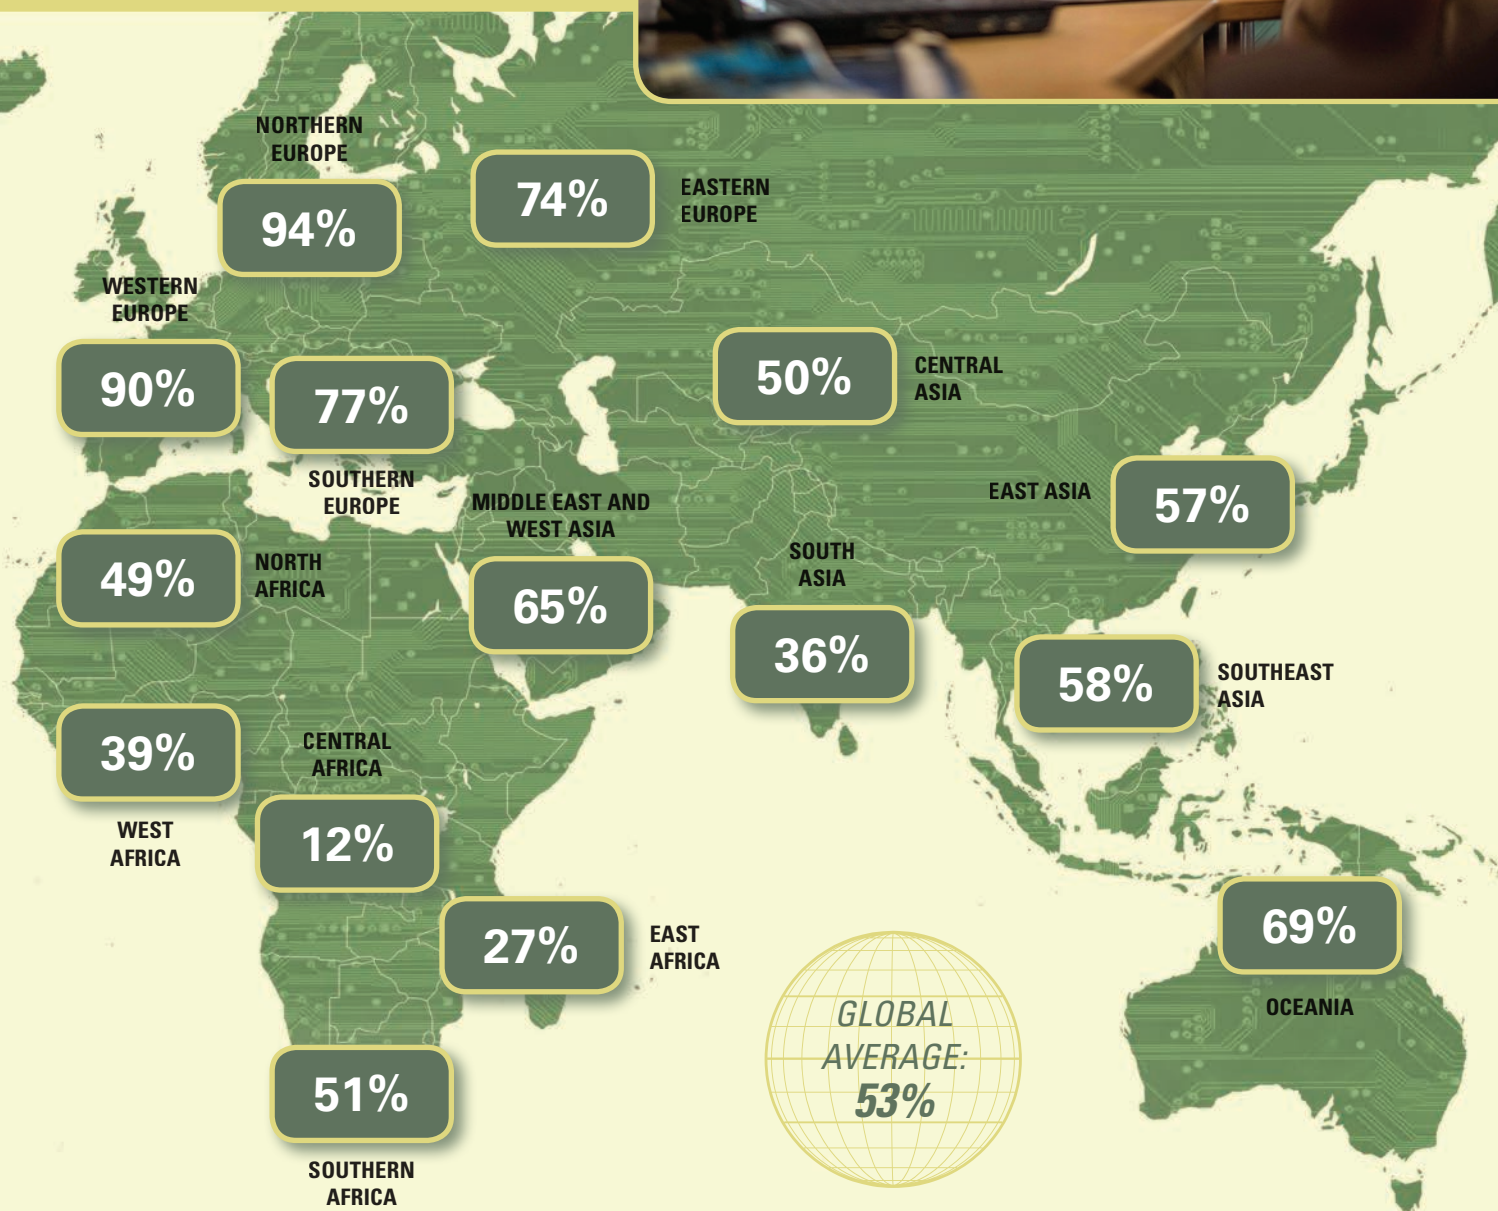 NORTHERN
EUROPE
94%
74%
EASTERN
EUROPE
WESTERN
EUROPE
90%
77%
SOUTHERN
EUROPE
50%
CENTRAL
ASIA
EAST ASIA
57%
MIDDLE EAST AND
WEST ASIA
65%
49%
NORTH
AFRICA
SOUTH
ASIA
36%
58%
SOUTHEAST
ASIA
39%
WEST
AFRICA
CENTRAL
AFRICA
12%
27%
EAST
AFRICA
69%
OCEANIA
GLOBAL
AVERAGE:
53%
51%
SOUTHERN
AFRICA